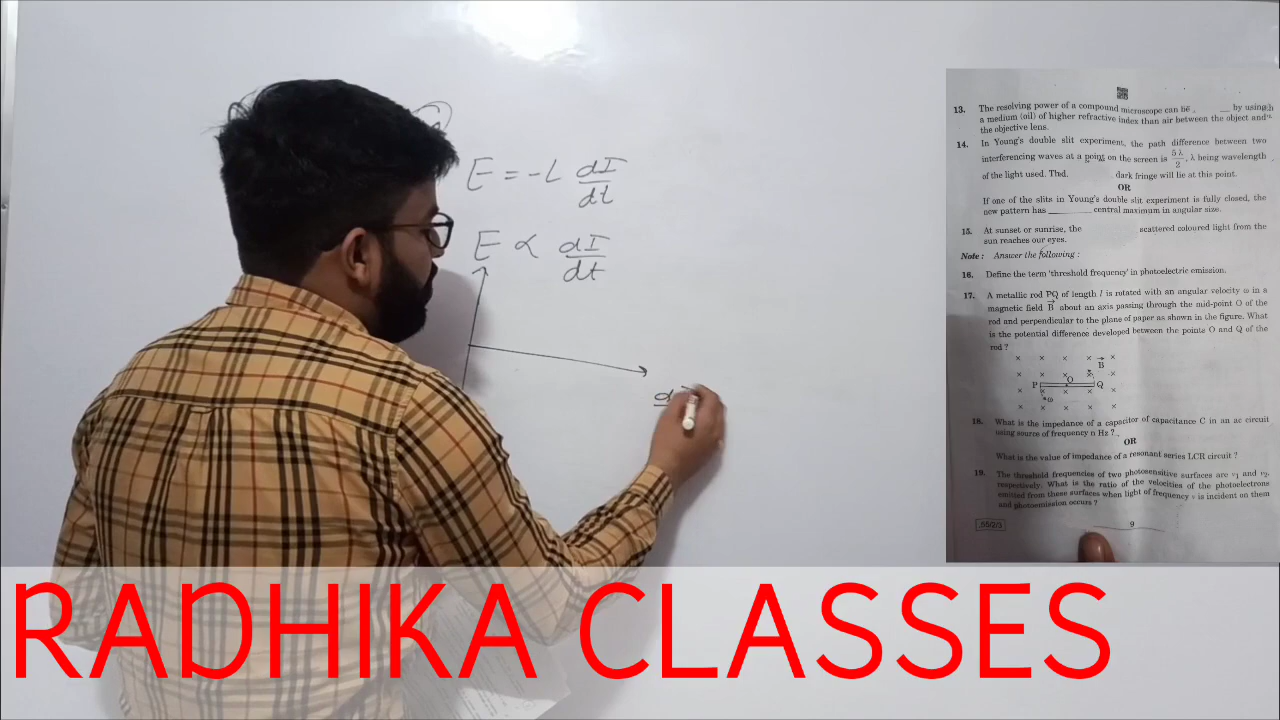 E = -L dI/dt
E ∝ dI/dt
d
13. The resolving power of a compound microscope can be , ____ by using
a medium (oil) of higher refractive index than air between the object and
the objective lens.
14. In Young's double slit experiment, the path difference between two
interfering waves at a point on the screen is 5λ/2, λ being wavelength
of the light used. The dark fringe will lie at this point.
OR
If one of the slits in Young's double slit experiment is fully closed, the
new pattern has ________ central maximum in angular size.
15. At sunset or sunrise, the scattered coloured light from the
sun reaches our eyes.
Note : Answer the following :
16. Define the term 'threshold frequency' in photoelectric emission.
17. A metallic rod PQ of length l is rotated with an angular velocity ω in a
magnetic field B⃗ about an axis passing through the mid-point O of the
rod and perpendicular to the plane of paper as shown in the figure. What
is the potential difference developed between the points O and Q of the
rod ?
× × × × → ×
B
× × × × ×
O
P Q
× × × × ×
ω
× × × × ×
18. What is the impedance of a capacitor of capacitance C in an ac circuit
using source of frequency n Hz ?
OR
What is the value of impedance of a resonant series LCR circuit ?
19. The threshold frequencies of two photosensitive surfaces are ν₁ and ν₂,
respectively. What is the ratio of the velocities of the photoelectrons
emitted from these surfaces when light of frequency ν is incident on them
and photoemission occurs ?
.55/2/3
9
RADHIKA CLASSES